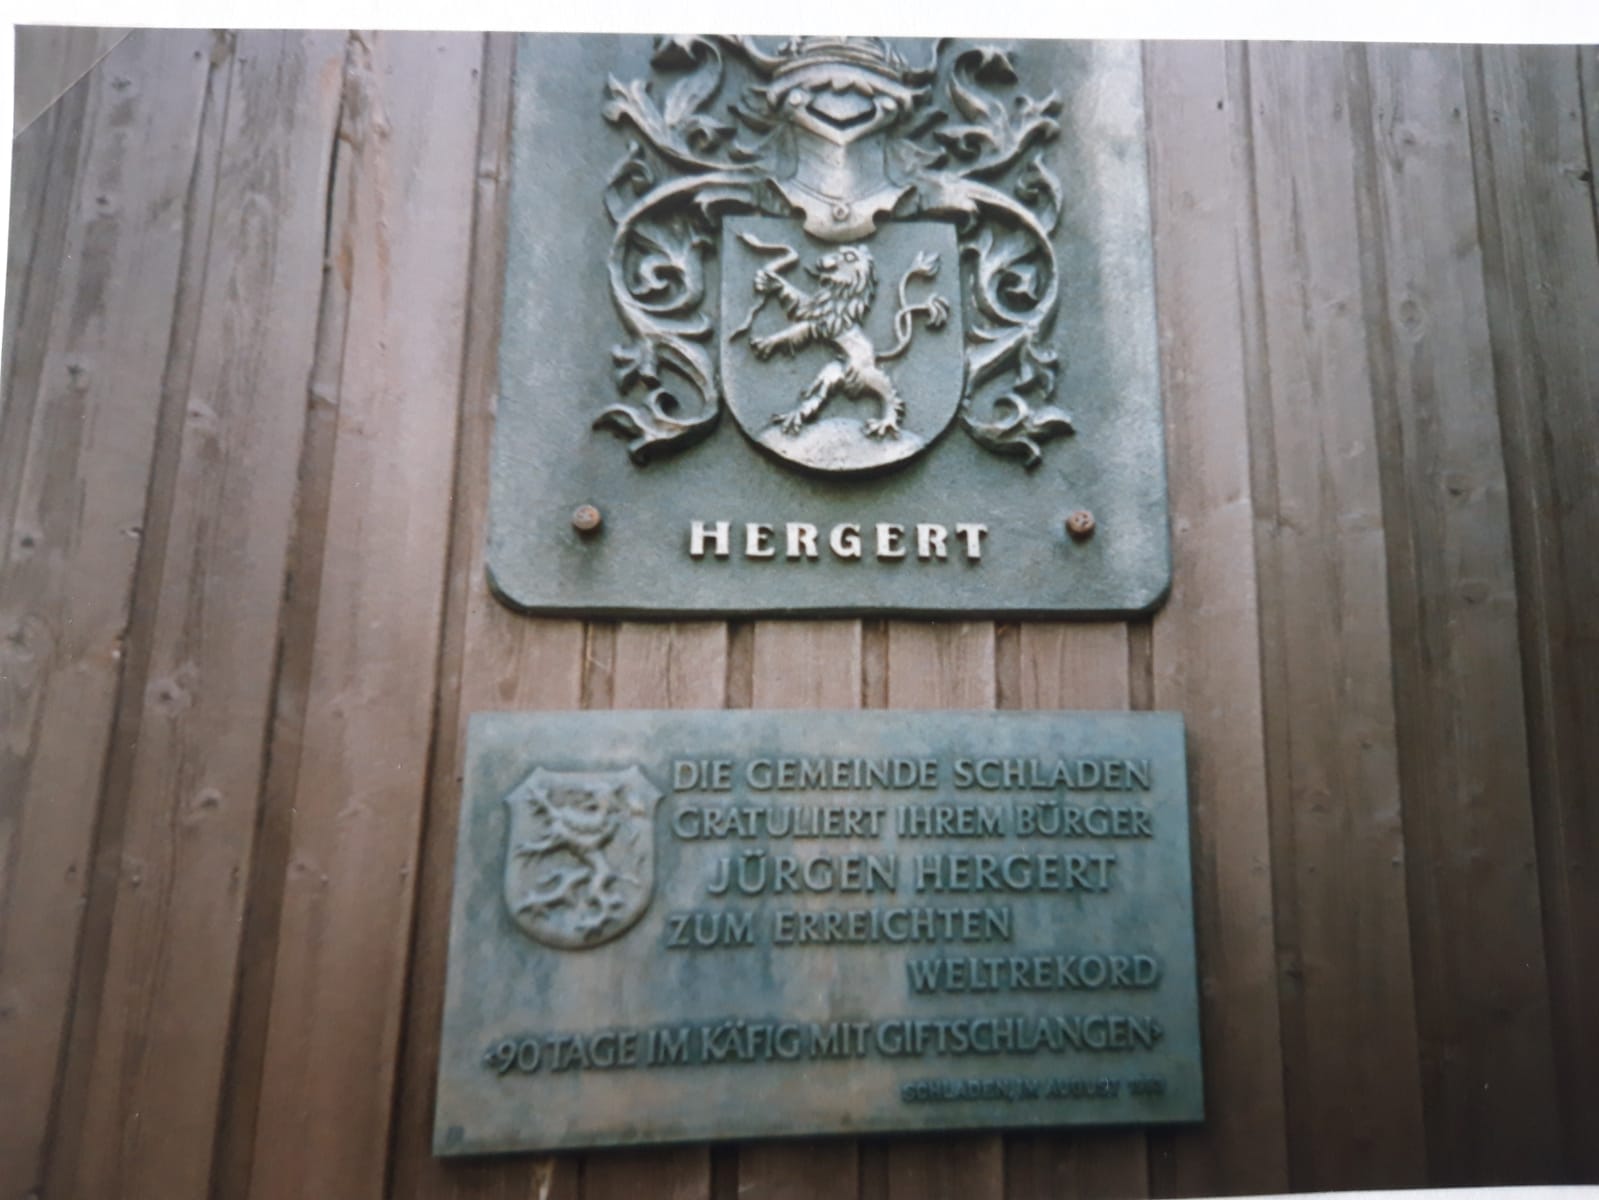 HERGERT
DIE GEMEINDE SCHLADEN
GRATULIERT IHREM BÜRGER
JÜRGEN HERGERT
ZUM ERREICHTEN
WELTREKORD
«90 TAGE IM KÄFIG MIT GIFTSCHLANGEN»
SCHLADEN, IM AUGUST